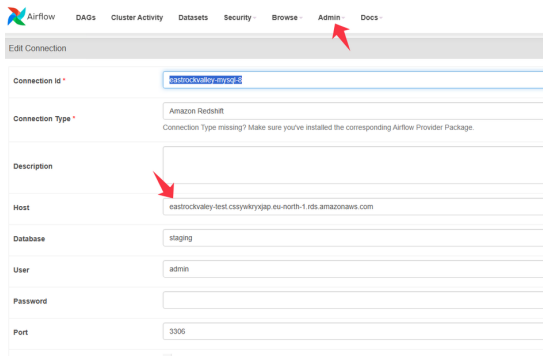 Airflow DAGs Cluster Activity Datasets Security Browse Admin Docs
Edit Connection
Connection Id * eastrockvalley-mysql-8
Connection Type * Amazon Redshift
Connection Type missing? Make sure you've installed the corresponding Airflow Provider Package.
Description
Host eastrockvaley-test.cssywkryxjap.eu-north-1.rds.amazonaws.com
Database staging
User admin
Password
Port 3306